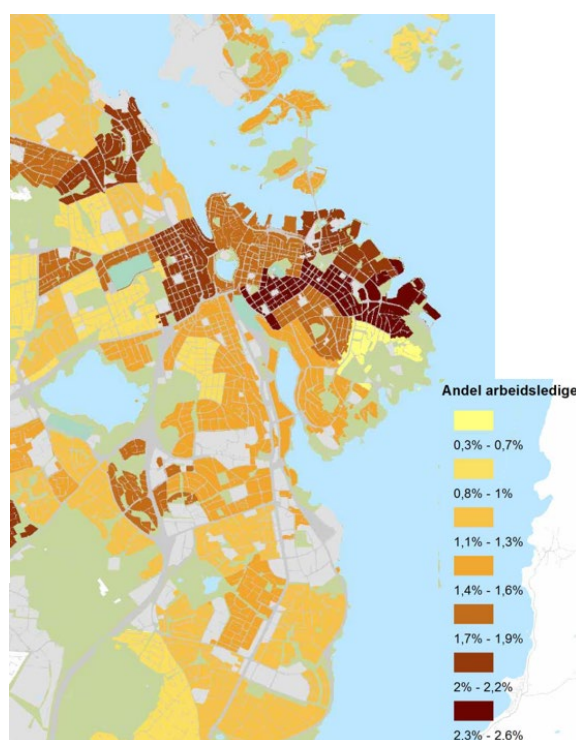 Andel arbeidsledige
0,3% - 0,7%
0,8% - 1%
1,1% - 1,3%
1,4% - 1,6%
1,7% - 1,9%
2% - 2,2%
2,3% - 2,6%